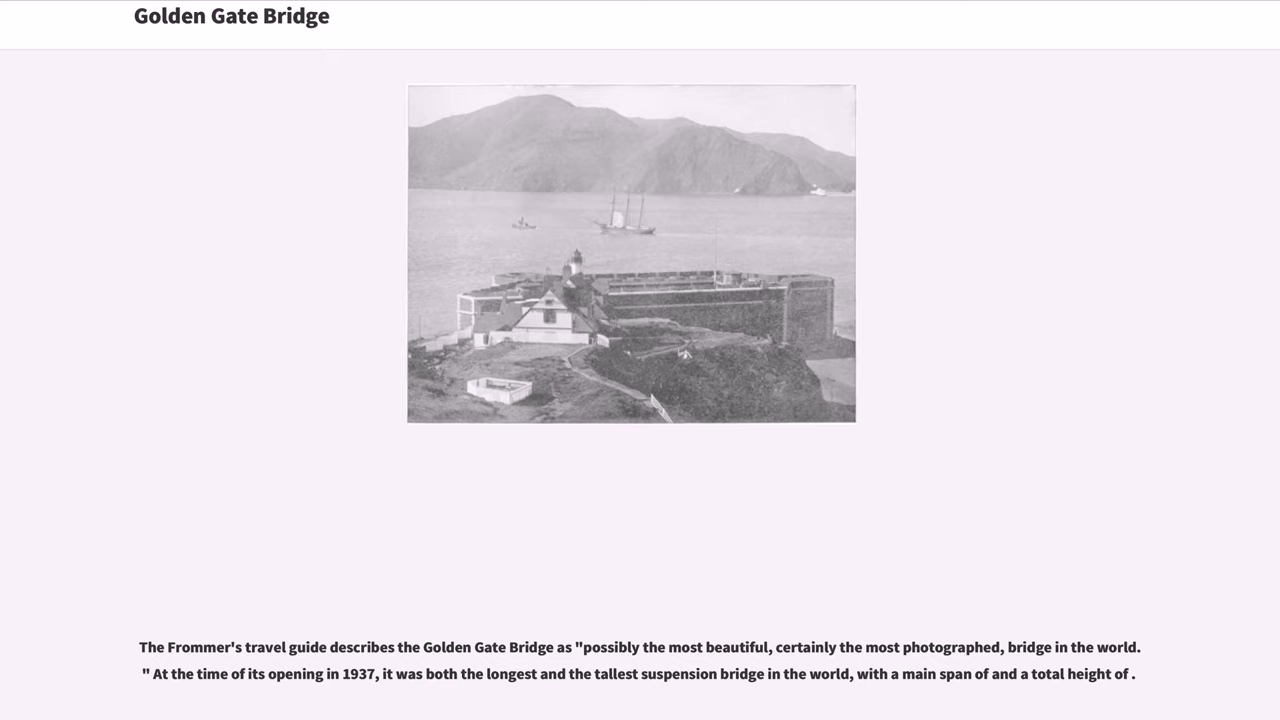 Golden Gate Bridge
The Frommer's travel guide describes the Golden Gate Bridge as "possibly the most beautiful, certainly the most photographed, bridge in the world.
" At the time of its opening in 1937, it was both the longest and the tallest suspension bridge in the world, with a main span of and a total height of .